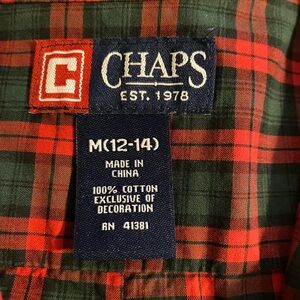 C CHAPS
EST. 1978
M(12-14)
MADE IN
CHINA
100% COTTON
EXCLUSIVE OF
DECORATION
RN 41381